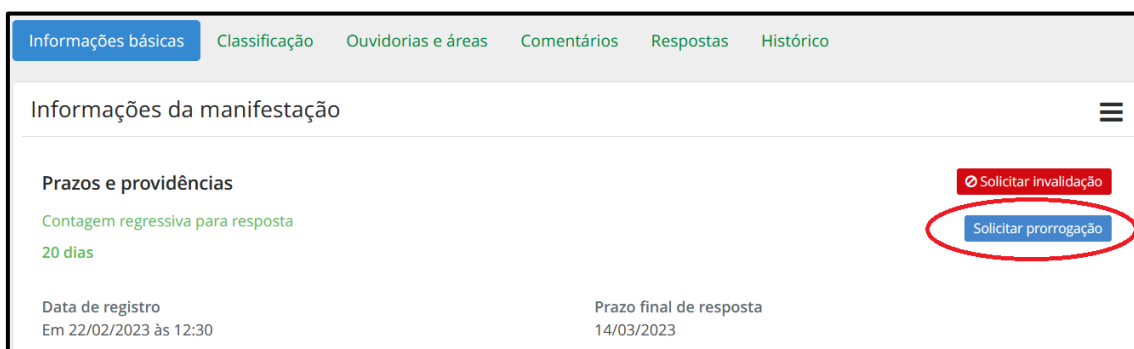 Informações básicas Classificação Ouvidorias e áreas Comentários Respostas Histórico
Informações da manifestação
Prazos e providências
Solicitar invalidação
Contagem regressiva para resposta
Solicitar prorrogação
20 dias
Data de registro
Em 22/02/2023 às 12:30
Prazo final de resposta
14/03/2023